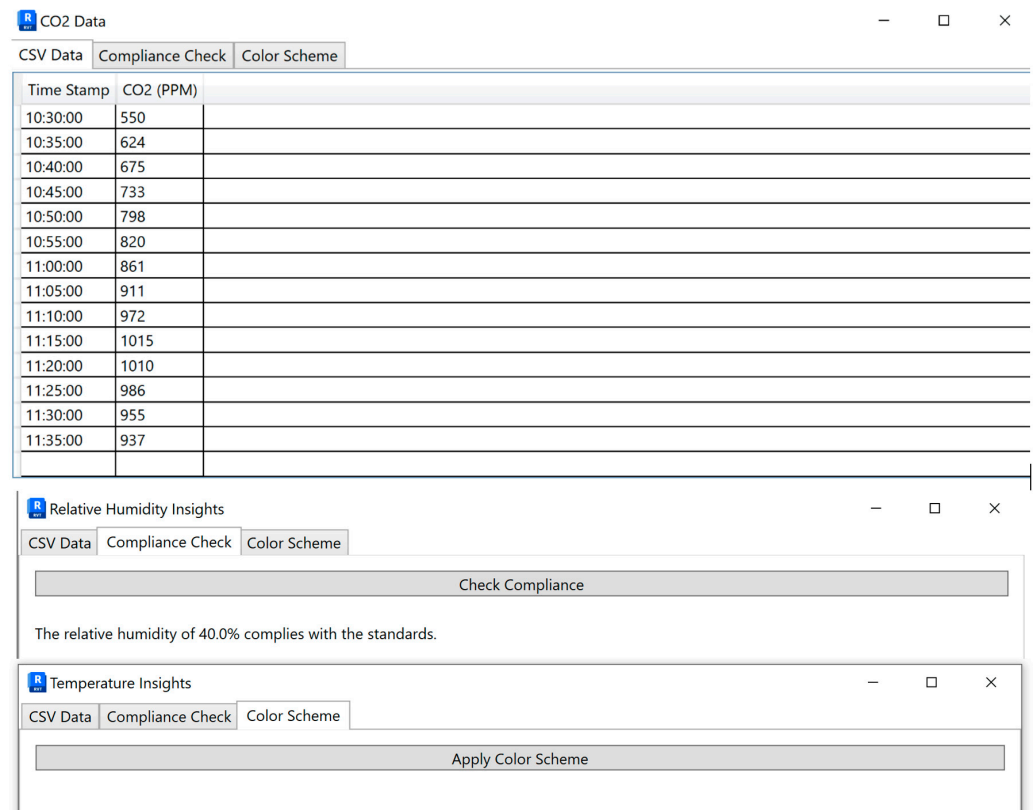 CO2 Data
CSV Data Compliance Check Color Scheme
Time Stamp CO2 (PPM)
10:30:00 550
10:35:00 624
10:40:00 675
10:45:00 733
10:50:00 798
10:55:00 820
11:00:00 861
11:05:00 911
11:10:00 972
11:15:00 1015
11:20:00 1010
11:25:00 986
11:30:00 955
11:35:00 937
Relative Humidity Insights
CSV Data Compliance Check Color Scheme
Check Compliance
The relative humidity of 40.0% complies with the standards.
Temperature Insights
CSV Data Compliance Check Color Scheme
Apply Color Scheme